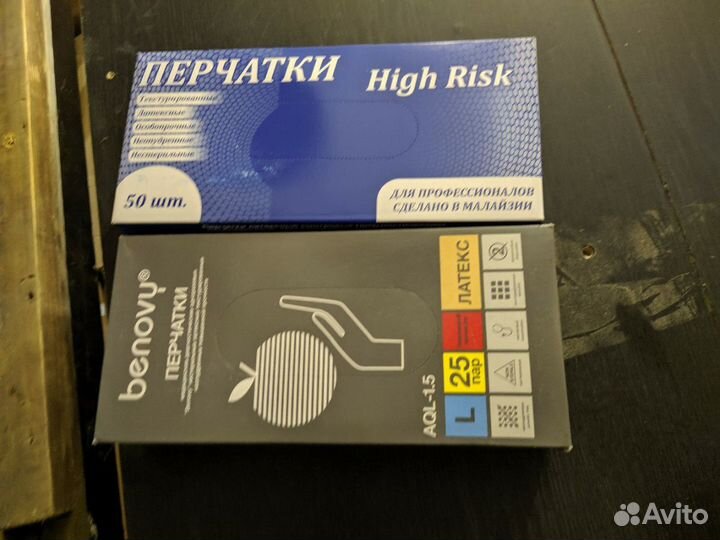 ПЕРЧАТКИ High Risk
Текстурированные
Латексные
Особопрочные
Неопудренные
Нестерильные
50 шт.
ДЛЯ ПРОФЕССИОНАЛОВ
СДЕЛАНО В МАЛАЙЗИИ
benovy®
ПЕРЧАТКИ
AQL-1.5
L
25 пар
ЛАТЕКС
Avito